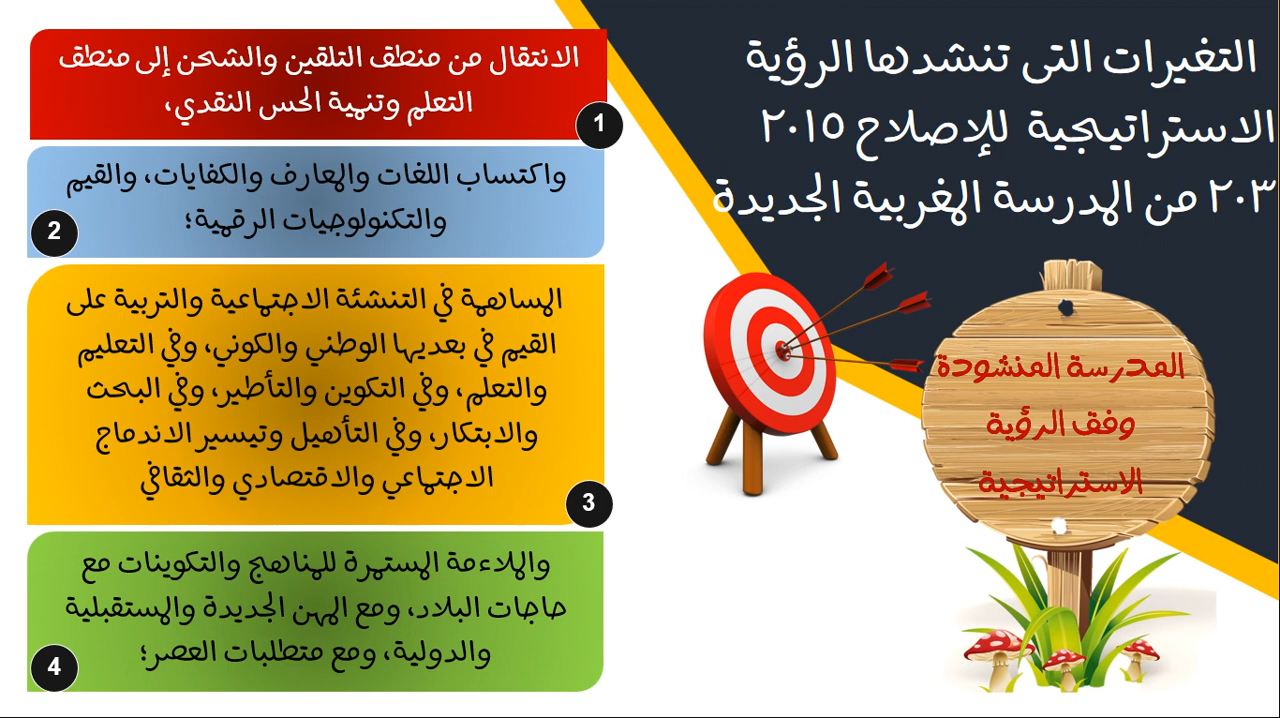 التغيرات التى تنشدها الرؤية
الاستراتيجية للإصلاح ٢٠١٥
٢٠٣ من المدرسة المغربية الجديدة
الانتقال من منطق التلقين والشحن إلى منطق
التعلم وتنمية الحس النقدي،
1
واكتساب اللغات والمعارف والكفايات، والقيم
والتكنولوجيات الرقمية؛
2
المساهمة في التنشئة الاجتماعية والتربية على
القيم في بعديها الوطني والكوني، وفي التعليم
والتعلم، وفي التكوين والتأطير، وفي البحث
والابتكار، وفي التأهيل وتيسير الاندماج
الاجتماعي والاقتصادي والثقافي
3
والملاءمة المستمرة للمناهج والتكوينات مع
حاجات البلاد، ومع المهن الجديدة والمستقبلية
والدولية، ومع متطلبات العصر؛
4
المدرسة المنشودة
وفق الرؤية
الاستراتيجية